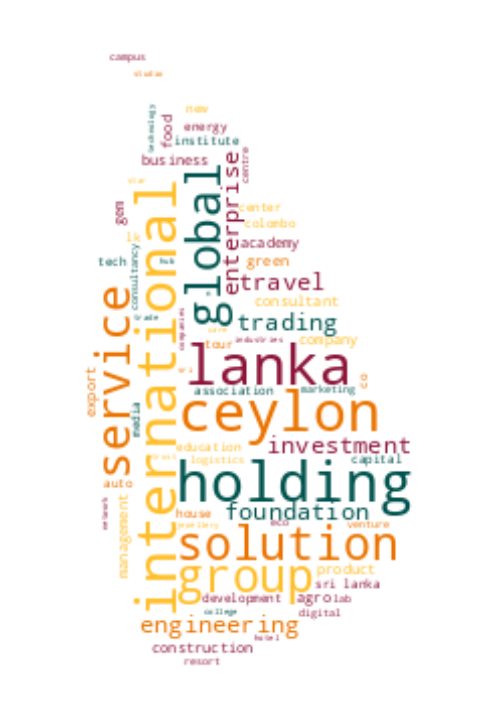 campus
studio
new
technology
food
energy
institute
business
centre
star
global
enterprise
international
gem
center
colombo
lk
academy
tech
consultancy
hub
green
travel
service
consultant
trade
trading
companies
care
industries
company
tour
lanka
sri
co
export
association
marketing
ceylon
media
education
investment
logistics
travel
capital
holding
auto
network
management
house
foundation
jewellery
eco
venture
solution
group
product
sri lanka
development
agro
lab
college
digital
engineering
hotel
construction
resort